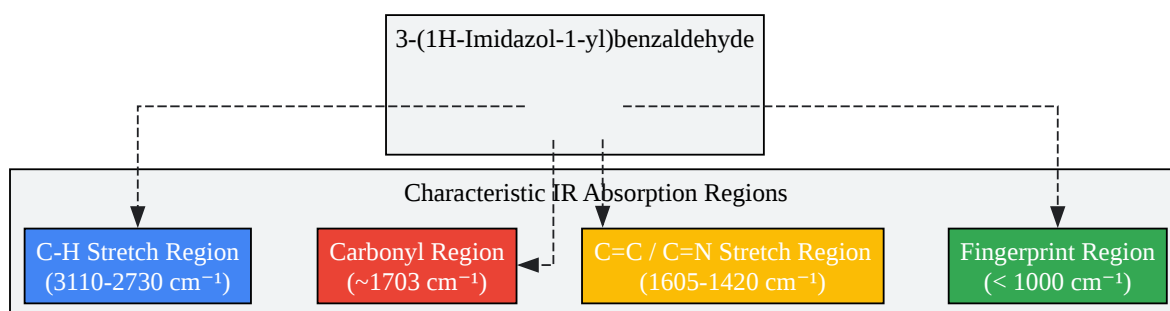 3-(1H-Imidazol-1-yl)benzaldehyde
Characteristic IR Absorption Regions
C-H Stretch Region
(3110-2730 cm⁻¹)
Carbonyl Region
(~1703 cm⁻¹)
C=C / C=N Stretch Region
(1605-1420 cm⁻¹)
Fingerprint Region
(< 1000 cm⁻¹)